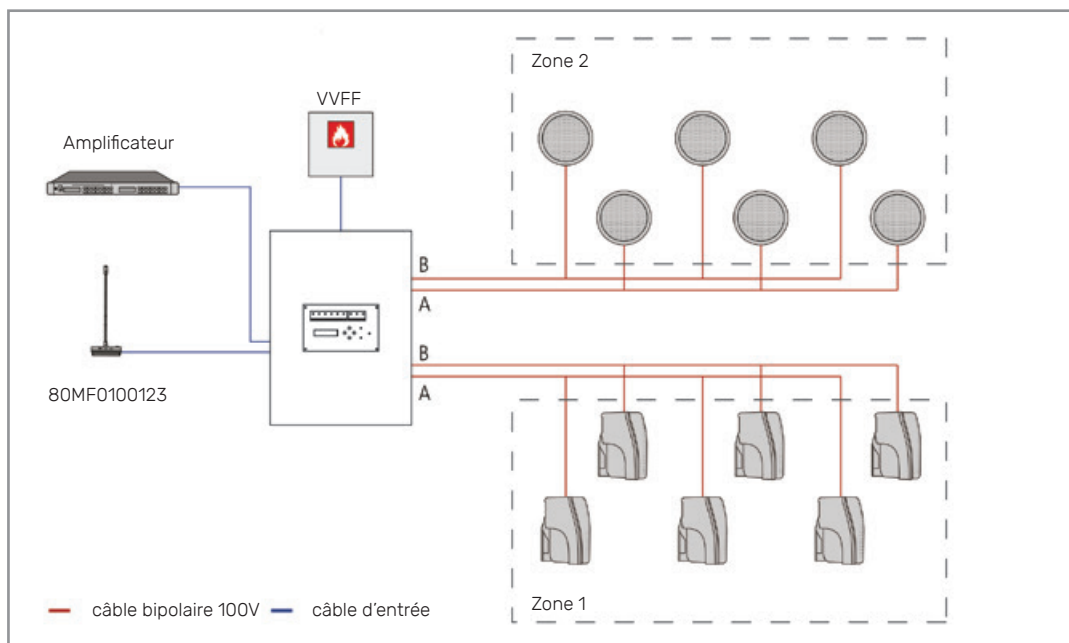 Zone 2
VVFF
Amplificateur
B
A
B
A
80MF0100123
Zone 1
câble bipolaire 100V
câble d'entrée